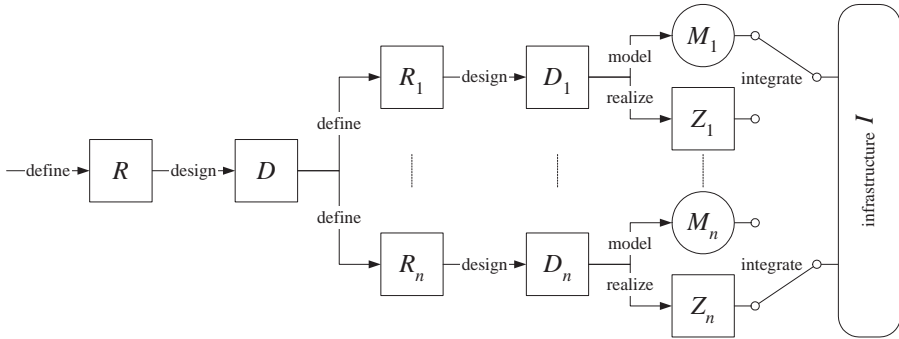 define
R
design
D
define
define
R1
design
D1
model
realize
M1
Z1
integrate
Rn
design
Dn
model
realize
Mn
Zn
integrate
infrastructure I